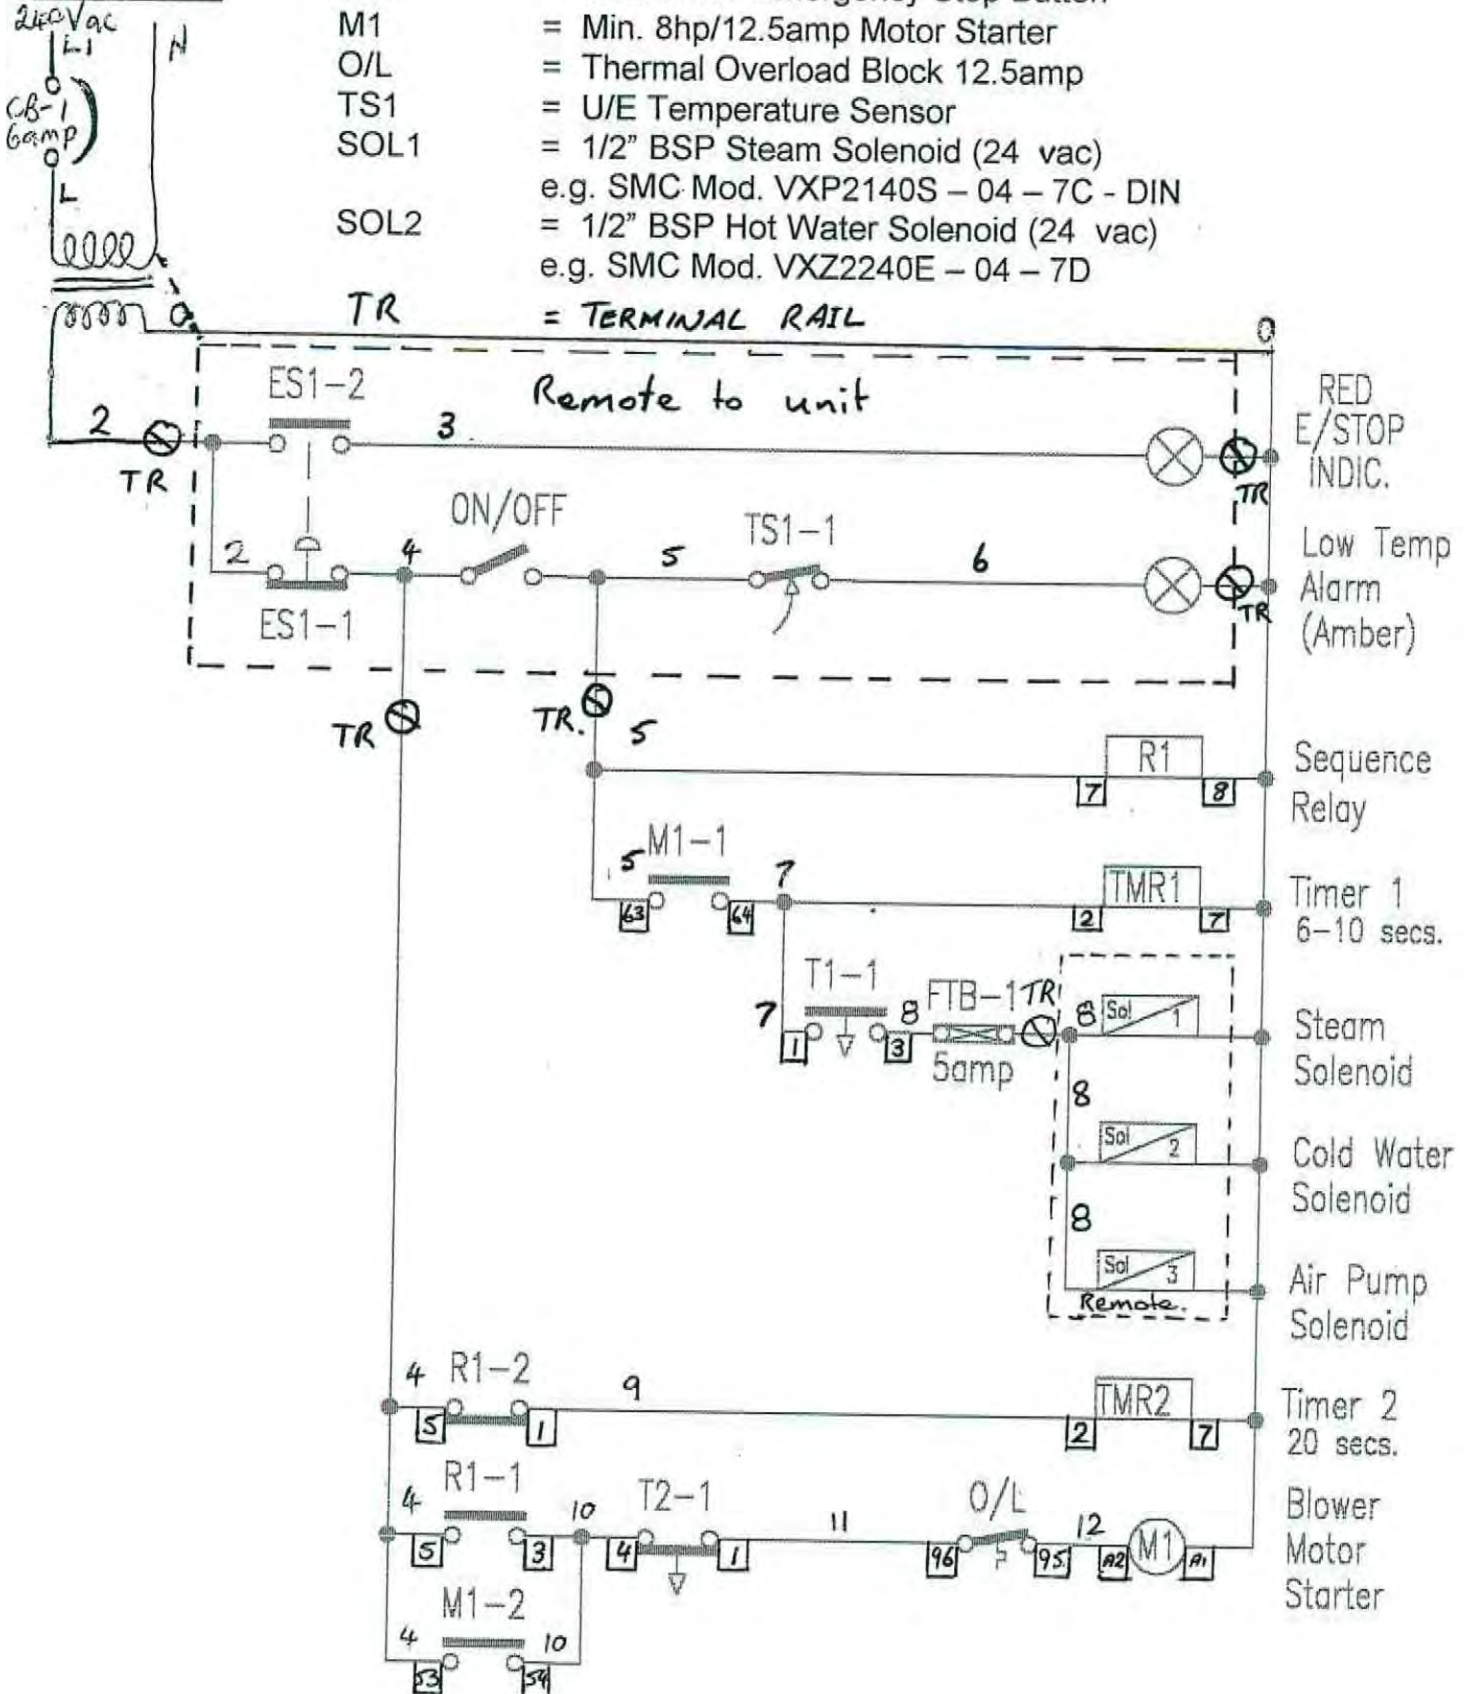 240Vac
L1
N
CB-1
6amp
L
M1 = Min. 8hp/12.5amp Motor Starter
O/L = Thermal Overload Block 12.5amp
TS1 = U/E Temperature Sensor
SOL1 = 1/2" BSP Steam Solenoid (24 vac)
e.g. SMC Mod. VXP2140S – 04 – 7C - DIN
SOL2 = 1/2" BSP Hot Water Solenoid (24 vac)
e.g. SMC Mod. VXZ2240E – 04 – 7D
TR = TERMINAL RAIL
0
0
ES1-2
Remote to unit
2
3
TR
TR
RED
E/STOP
INDIC.
ON/OFF
TS1-1
2
4
5
6
ES1-1
TR
Low Temp
Alarm
(Amber)
TR
TR.
5
R1
7
8
Sequence
Relay
5
M1-1
7
63
64
TMR1
2
7
Timer 1
6-10 secs.
T1-1
7
1
3
8
FTB-1
5amp
TR
8
Sol 1
Steam
Solenoid
8
Sol 2
Cold Water
Solenoid
8
Sol 3
Remote.
Air Pump
Solenoid
4
R1-2
5
1
9
TMR2
2
7
Timer 2
20 secs.
4
R1-1
5
3
10
T2-1
4
1
11
O/L
96
95
12
A2
M1
A1
Blower
Motor
Starter
M1-2
4
10
53
54